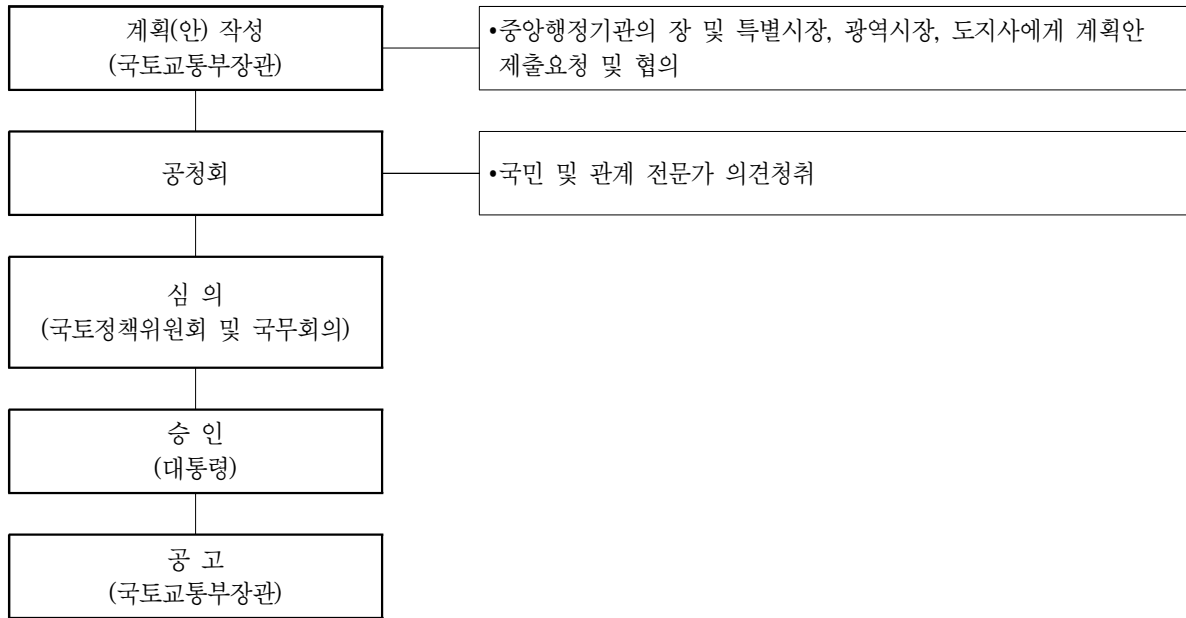 계획(안) 작성
(국토교통부장관)
•중앙행정기관의 장 및 특별시장, 광역시장, 도지사에게 계획안
제출요청 및 협의
공청회
•국민 및 관계 전문가 의견청취
심 의
(국토정책위원회 및 국무회의)
승 인
(대통령)
공 고
(국토교통부장관)